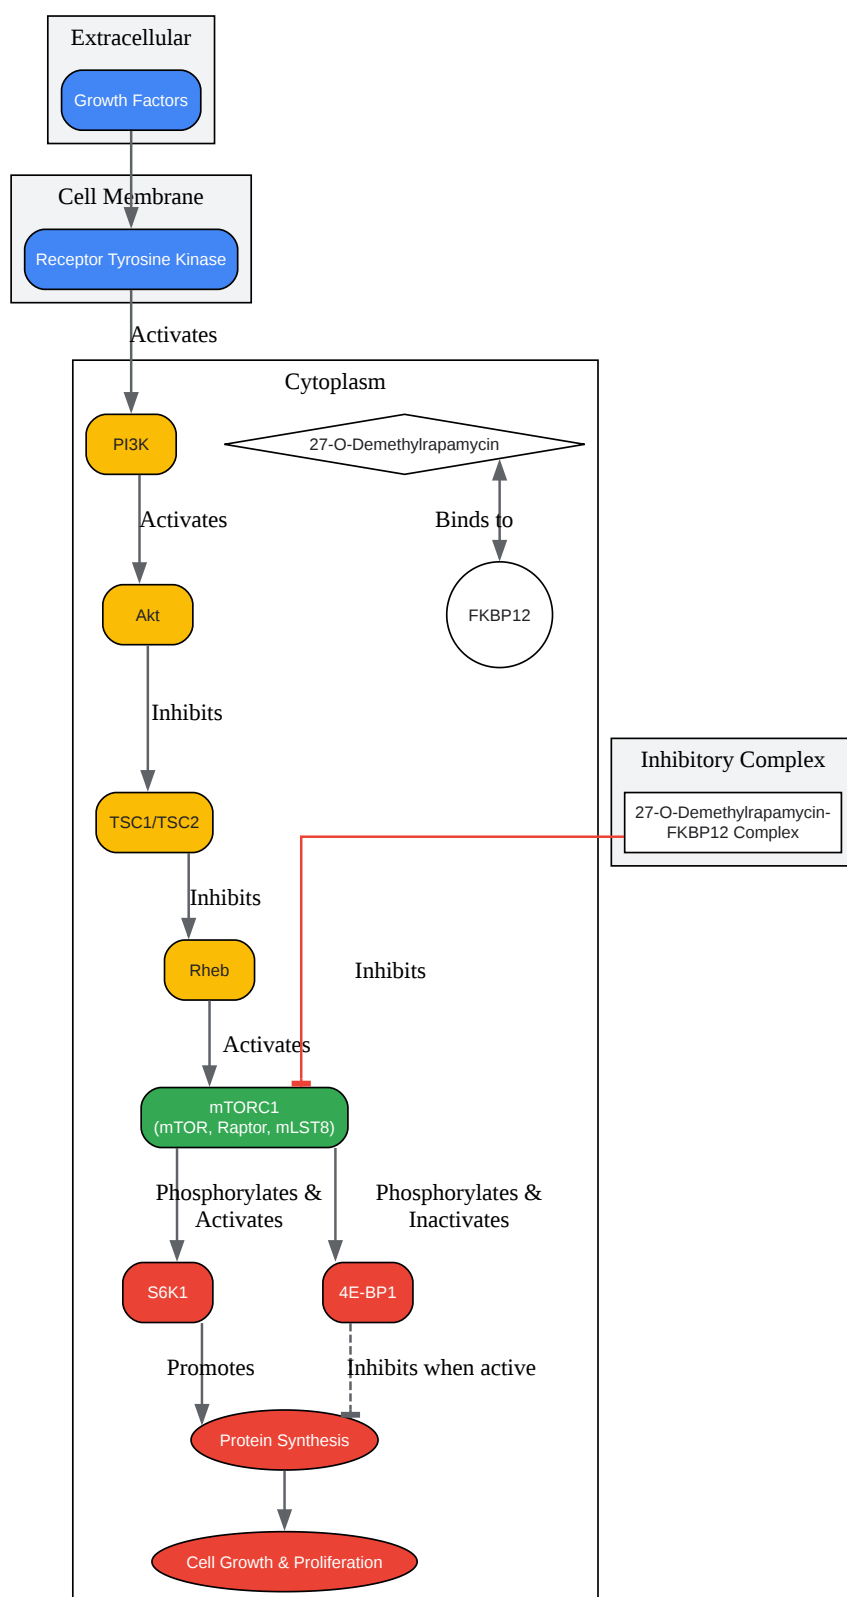 Extracellular
Growth Factors
Cell Membrane
Receptor Tyrosine Kinase
Activates
Cytoplasm
PI3K
27-O-Demethylrapamycin
Activates
Binds to
Akt
FKBP12
Inhibits
Inhibitory Complex
TSC1/TSC2
27-O-Demethylrapamycin-
FKBP12 Complex
Inhibits
Rheb
Inhibits
Activates
mTORC1
(mTOR, Raptor, mLST8)
Phosphorylates &
Activates
Phosphorylates &
Inactivates
S6K1
4E-BP1
Promotes
Inhibits when active
Protein Synthesis
Cell Growth & Proliferation